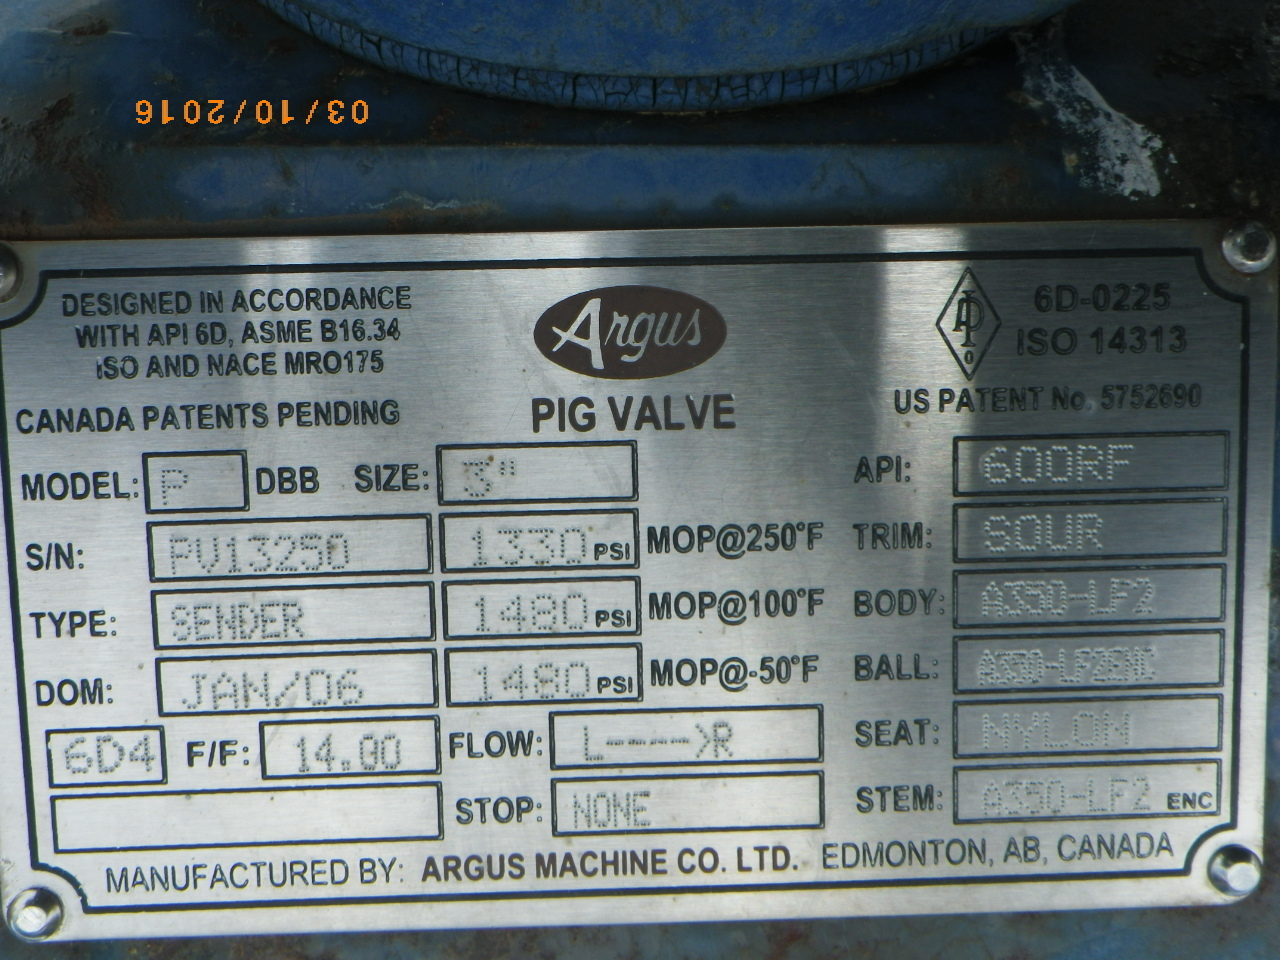 03/10/2016
DESIGNED IN ACCORDANCE
WITH API 6D, ASME B16.34
ISO AND NACE MRO175
CANADA PATENTS PENDING
Argus
PIG VALVE
6D-0225
ISO 14313
US PATENT No. 5752690
MODEL: P DBB SIZE: 3"
API: 600RF
S/N: PV13250 1330 PSI MOP@250°F
TRIM: SOUR
TYPE: SENDER 1480 PSI MOP@100°F
BODY: A350-LF2
DOM: JAN/06 1480 PSI MOP@-50°F
BALL: A350-LF2ENC
6D4 F/F: 14.00 FLOW: L---->R
SEAT: NYLON
STOP: NONE
STEM: A350-LF2 ENC
MANUFACTURED BY: ARGUS MACHINE CO. LTD. EDMONTON, AB, CANADA